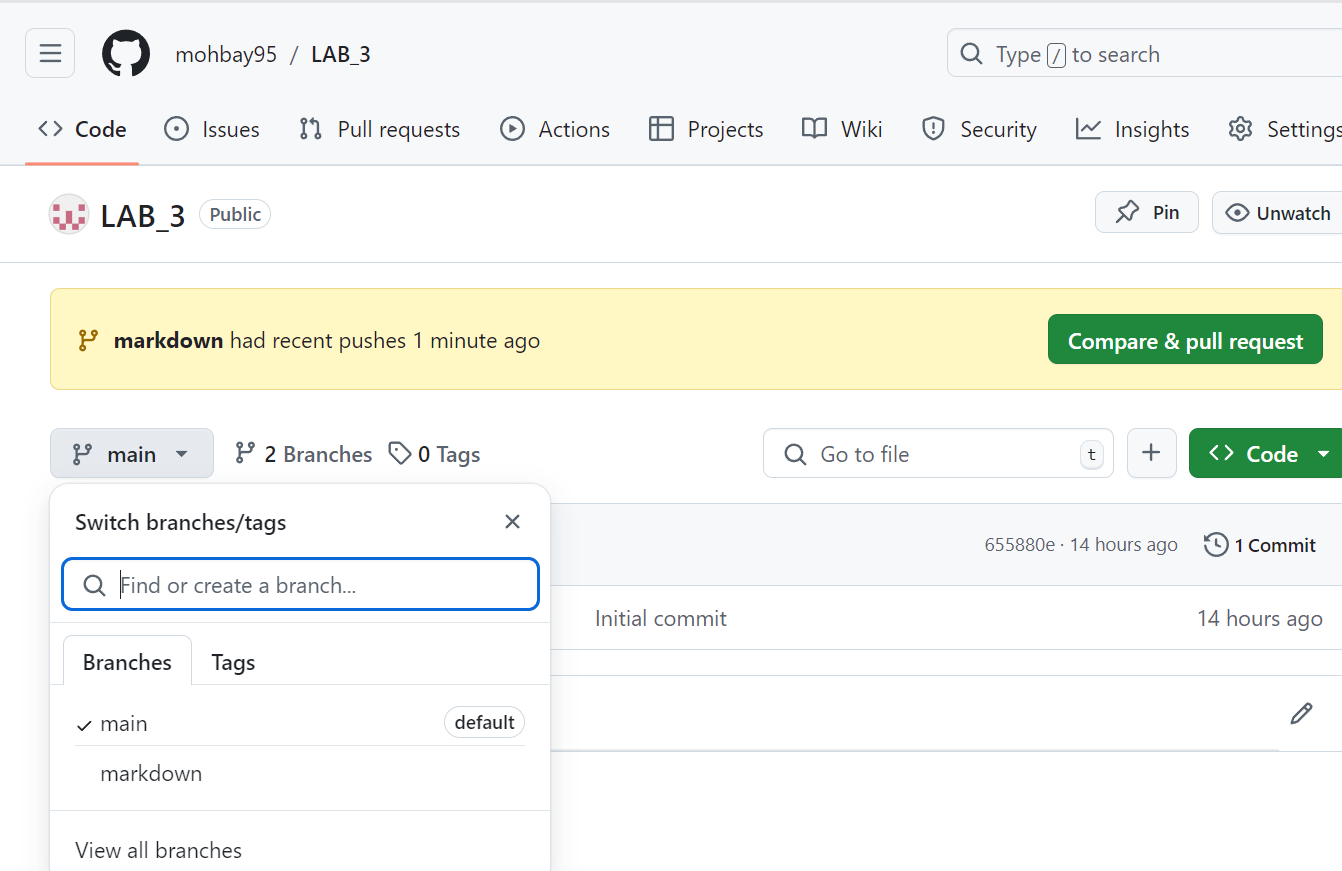 mohbay95 / LAB_3
Type / to search
Code Issues Pull requests Actions Projects Wiki Security Insights Settings
LAB_3 Public
Pin Unwatch
markdown had recent pushes 1 minute ago
Compare & pull request
main 2 Branches 0 Tags
Go to file t
Code
Switch branches/tags
655880e · 14 hours ago 1 Commit
Find or create a branch...
Initial commit 14 hours ago
Branches Tags
main default
markdown
View all branches